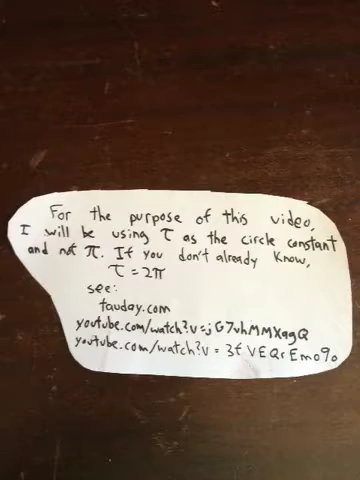 For the purpose of this video,
I will be using τ as the circle constant
and not π. If you don't already know,
τ = 2π
see:
tauday.com
youtube.com/watch?v=jG7vhMMXagQ
youtube.com/watch?v = 3fVEQrEmo%